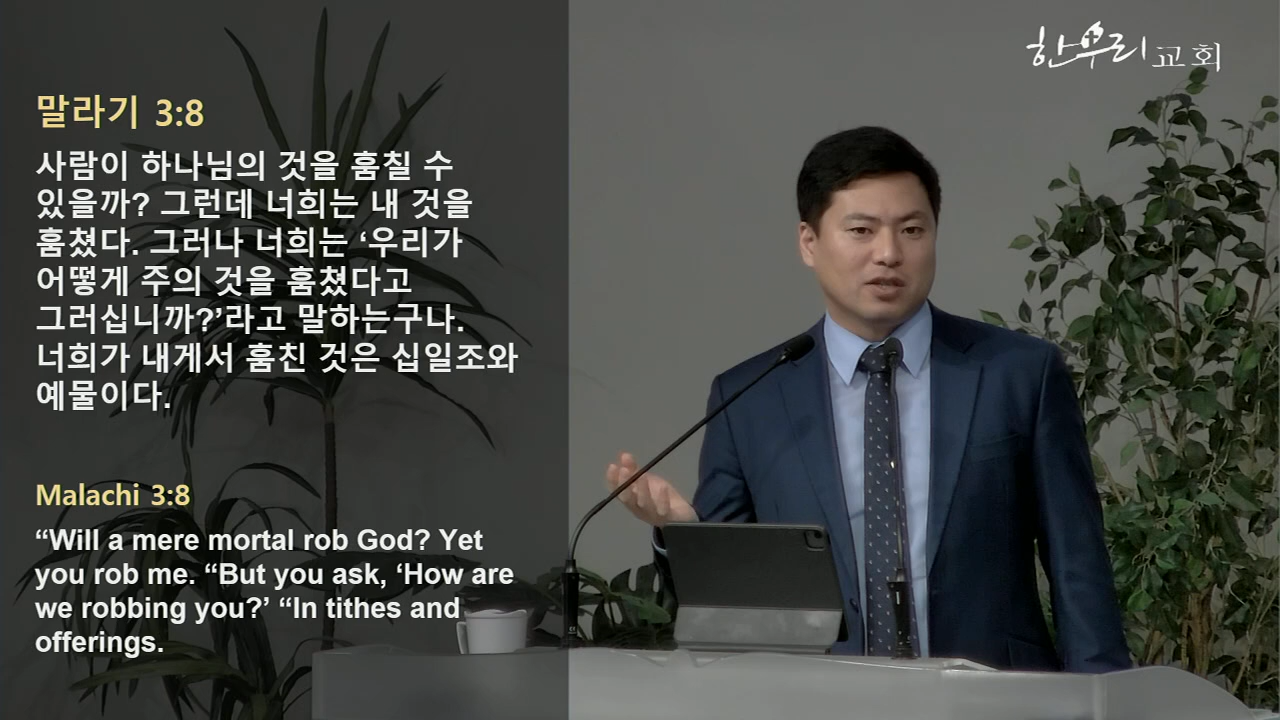 한우리교회
말라기 3:8
사람이 하나님의 것을 훔칠 수
있을까? 그런데 너희는 내 것을
훔쳤다. 그러나 너희는 ‘우리가
어떻게 주의 것을 훔쳤다고
그러십니까?’라고 말하는구나.
너희가 내게서 훔친 것은 십일조와
예물이다.
Malachi 3:8
“Will a mere mortal rob God? Yet
you rob me. “But you ask, ‘How are
we robbing you?’ “In tithes and
offerings.